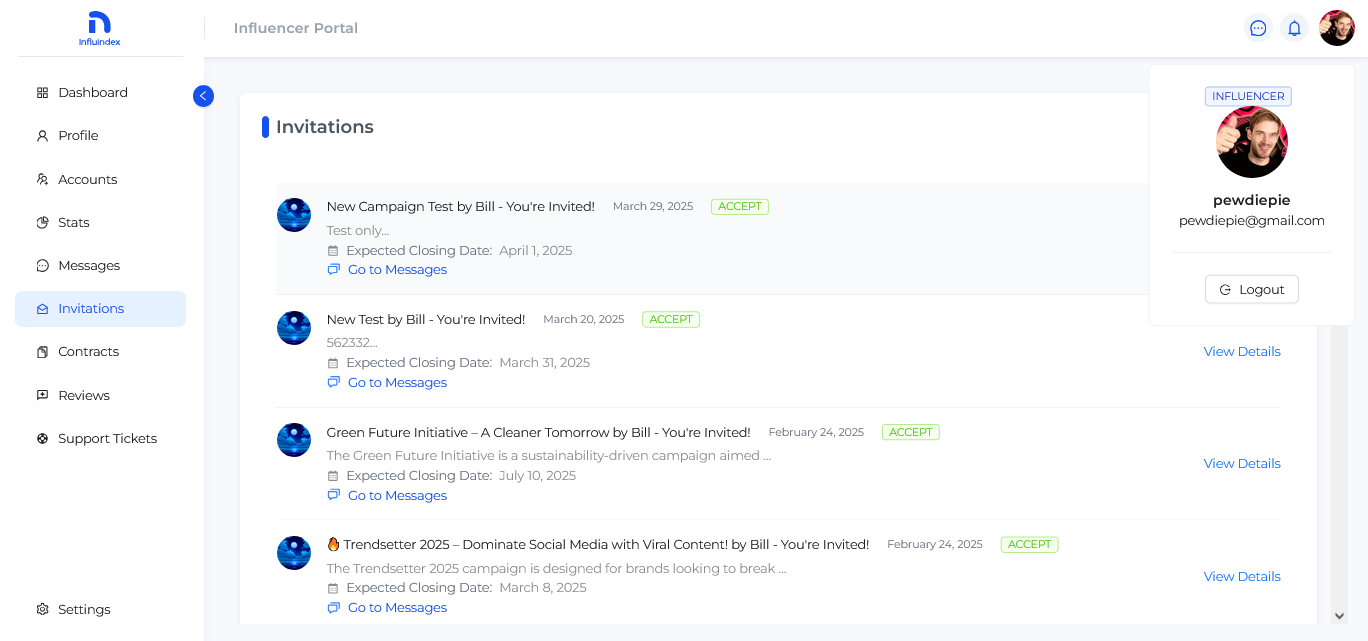 Influindex
Influencer Portal
Dashboard
Profile
Accounts
Stats
Messages
Invitations
Contracts
Reviews
Support Tickets
Settings
Invitations
New Campaign Test by Bill - You're Invited! March 29, 2025 ACCEPT
Test only...
Expected Closing Date: April 1, 2025
Go to Messages
New Test by Bill - You're Invited! March 20, 2025 ACCEPT
562332...
Expected Closing Date: March 31, 2025
Go to Messages
View Details
Green Future Initiative – A Cleaner Tomorrow by Bill - You're Invited! February 24, 2025 ACCEPT
The Green Future Initiative is a sustainability-driven campaign aimed ...
Expected Closing Date: July 10, 2025
Go to Messages
View Details
🔥 Trendsetter 2025 – Dominate Social Media with Viral Content! by Bill - You're Invited! February 24, 2025 ACCEPT
The Trendsetter 2025 campaign is designed for brands looking to break ...
Expected Closing Date: March 8, 2025
Go to Messages
View Details
INFLUENCER
pewdiepie
pewdiepie@gmail.com
Logout